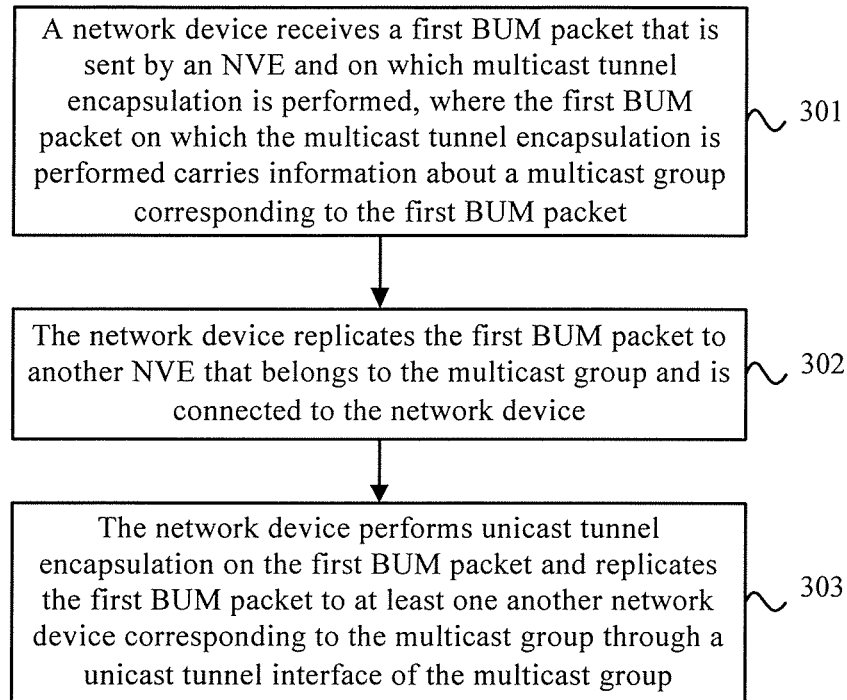 A network device receives a first BUM packet that is
sent by an NVE and on which multicast tunnel
encapsulation is performed, where the first BUM
packet on which the multicast tunnel encapsulation is
performed carries information about a multicast group
corresponding to the first BUM packet
301
The network device replicates the first BUM packet to
another NVE that belongs to the multicast group and is
connected to the network device
302
The network device performs unicast tunnel
encapsulation on the first BUM packet and replicates
the first BUM packet to at least one another network
device corresponding to the multicast group through a
unicast tunnel interface of the multicast group
303